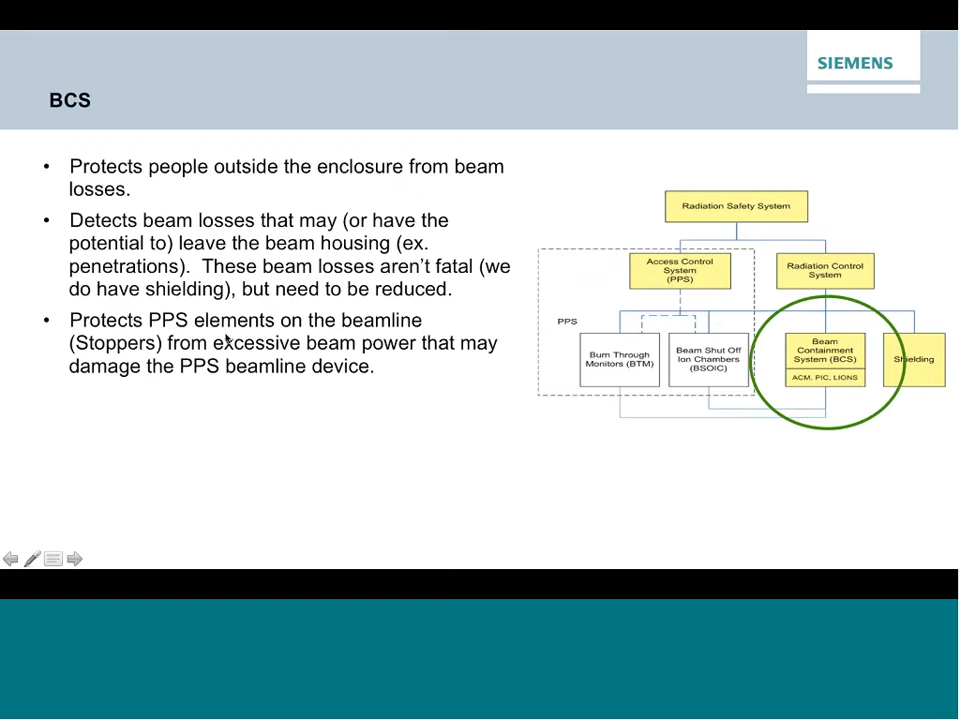 SIEMENS
BCS
• Protects people outside the enclosure from beam
losses.
• Detects beam losses that may (or have the
potential to) leave the beam housing (ex.
penetrations).  These beam losses aren’t fatal (we
do have shielding), but need to be reduced.
• Protects PPS elements on the beamline
(Stoppers) from excessive beam power that may
damage the PPS beamline device.
Radiation Safety System
Access Control
System
(PPS)
Radiation Control
System
PPS
Burn Through
Monitors (BTM)
Beam Shut Off
Ion Chambers
(BSOIC)
Beam
Containment
System (BCS)
ACM, PIC, LIONS
Shielding